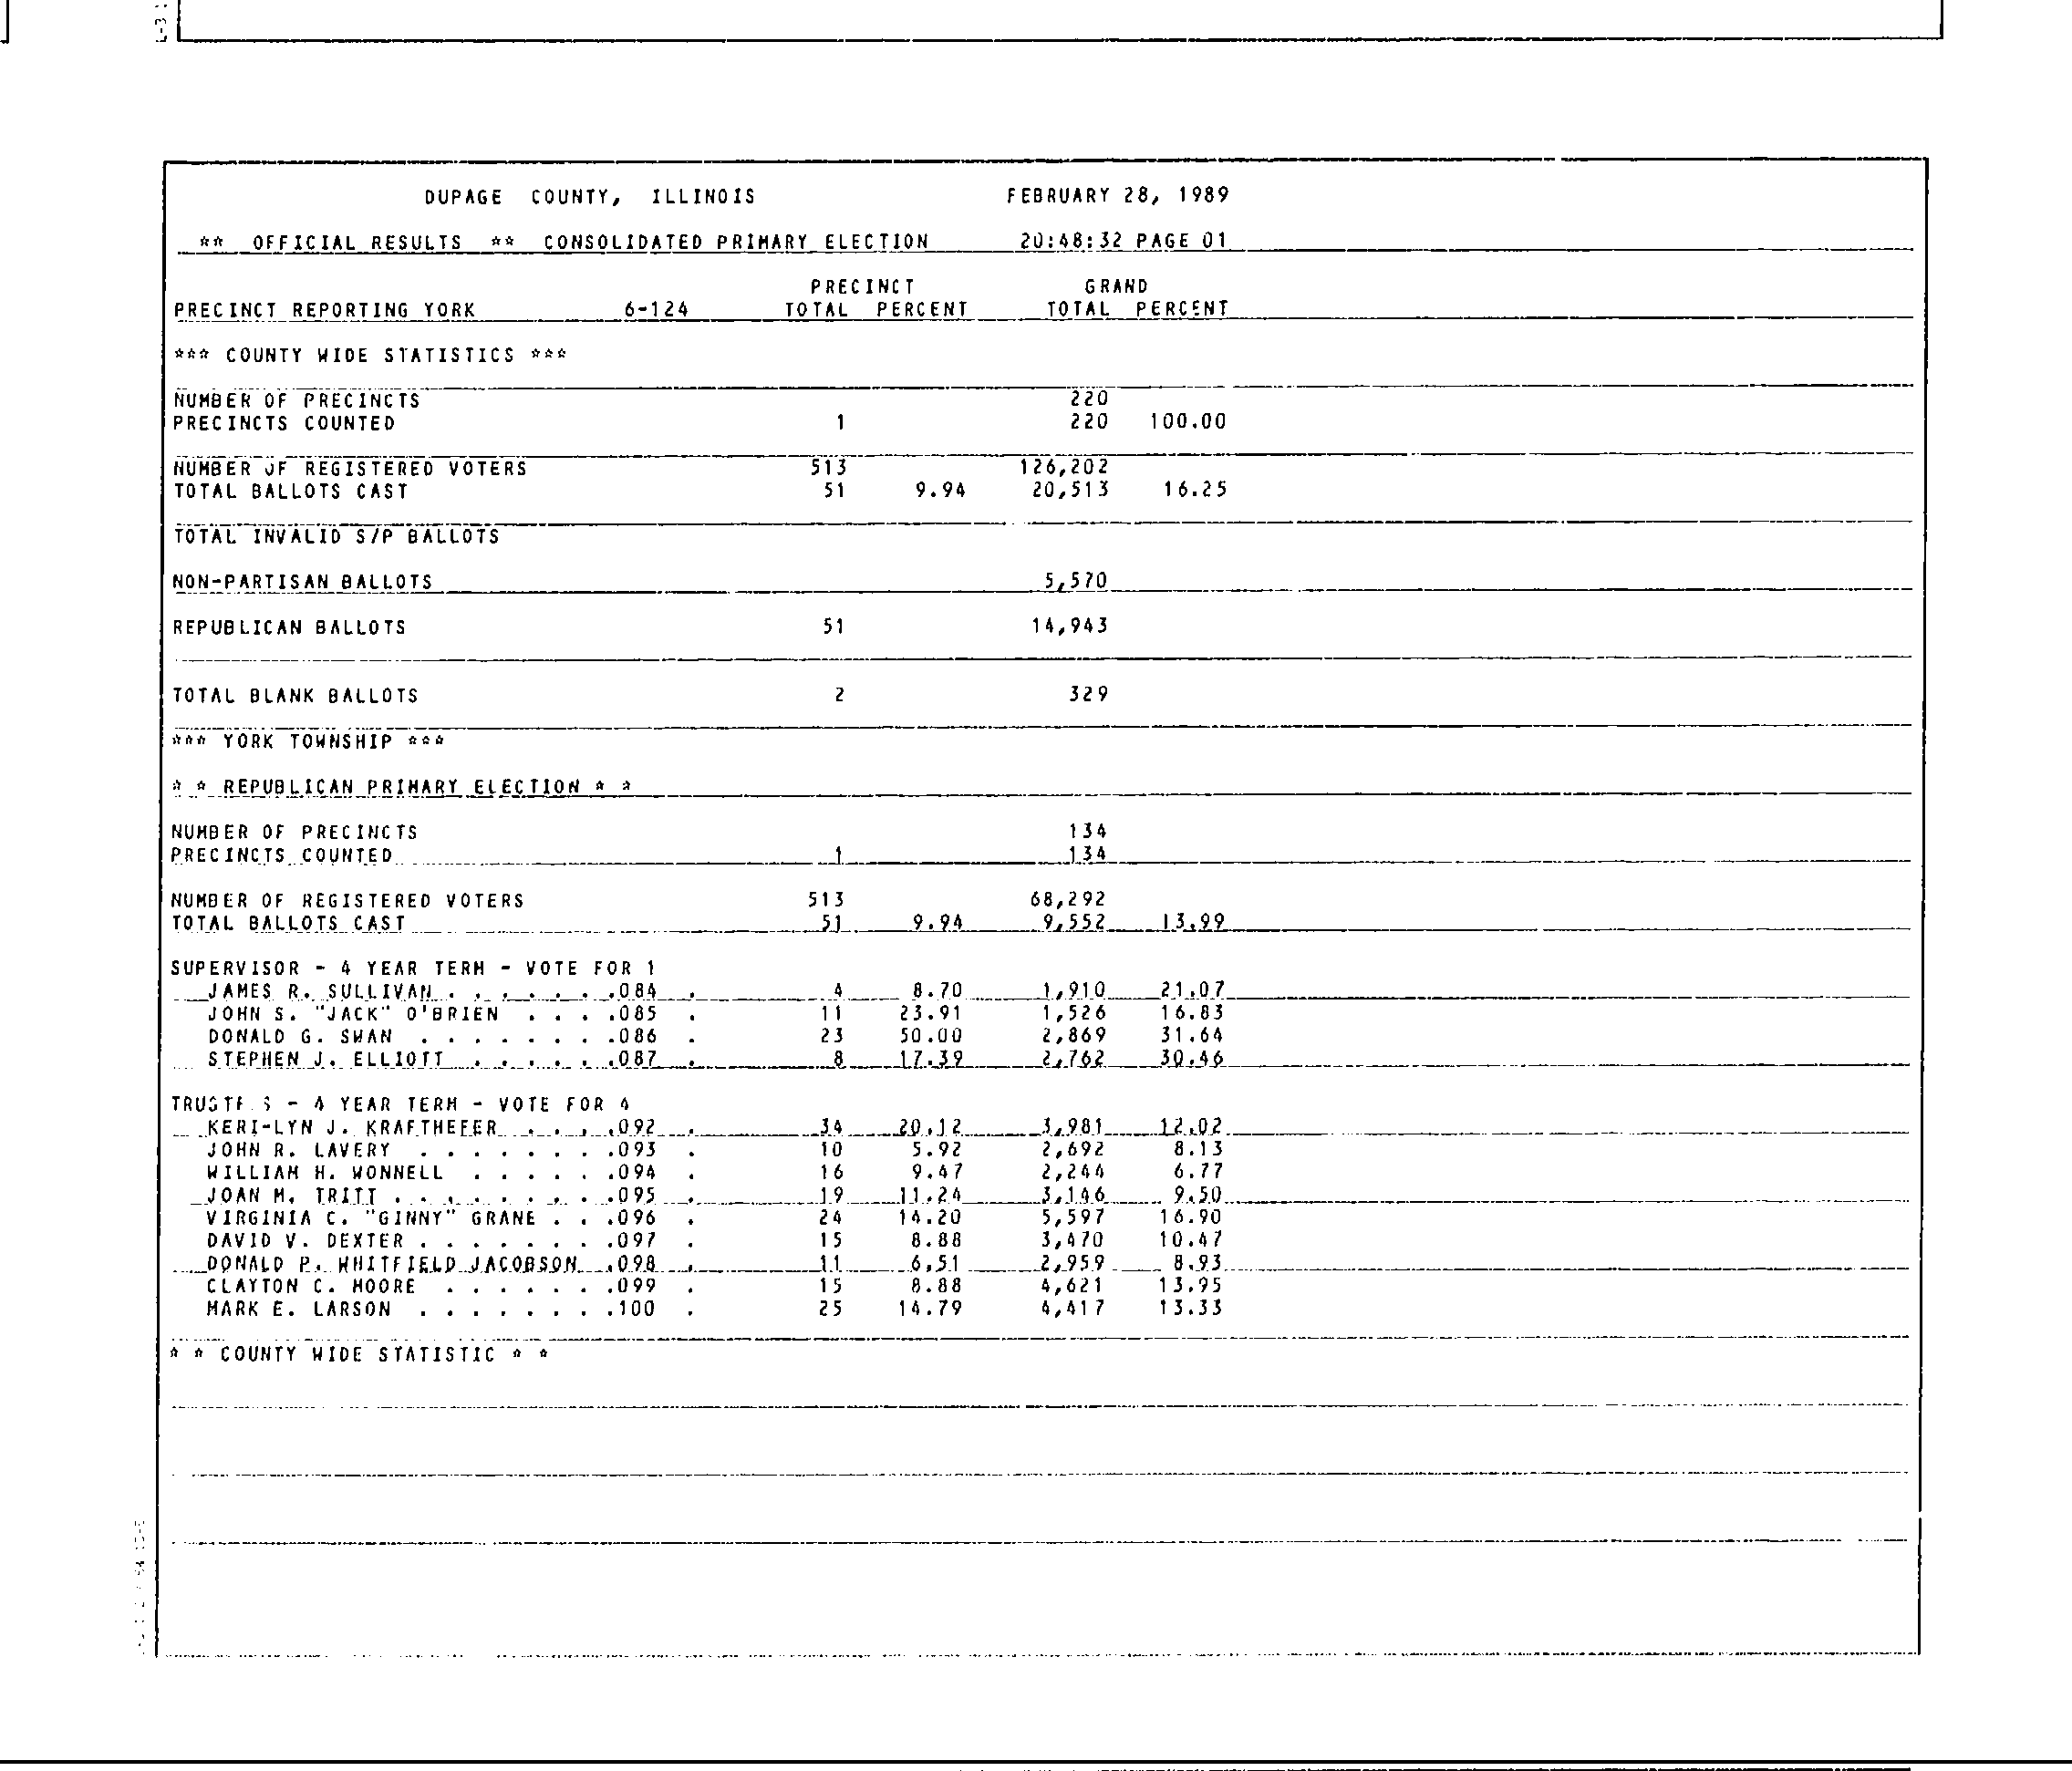 DUPAGE COUNTY, ILLINOIS FEBRUARY 28, 1989
** OFFICIAL RESULTS ** CONSOLIDATED PRIMARY ELECTION 20:48:32 PAGE 01
PRECINCT GRAND
PRECINCT REPORTING YORK 6-124 TOTAL PERCENT TOTAL PERCENT
*** COUNTY WIDE STATISTICS ***
NUMBER OF PRECINCTS 220
PRECINCTS COUNTED 1 220 100.00
NUMBER OF REGISTERED VOTERS 513 126,202
TOTAL BALLOTS CAST 51 9.94 20,513 16.25
TOTAL INVALID S/P BALLOTS
NON-PARTISAN BALLOTS 5,570
REPUBLICAN BALLOTS 51 14,943
TOTAL BLANK BALLOTS 2 329
*** YORK TOWNSHIP ***
* * REPUBLICAN PRIMARY ELECTION * *
NUMBER OF PRECINCTS 134
PRECINCTS COUNTED 1 134
NUMBER OF REGISTERED VOTERS 513 68,292
TOTAL BALLOTS CAST 51 9.94 9,552 13.99
SUPERVISOR - 4 YEAR TERM - VOTE FOR 1
JAMES R. SULLIVAN . . . . . . .084 . 4 8.70 1,910 21.07
JOHN S. "JACK" O'BRIEN . . . .085 . 11 23.91 1,526 16.83
DONALD G. SWAN . . . . . . . .086 . 23 50.00 2,869 31.64
STEPHEN J. ELLIOTT . . . . . .087 . 8 17.39 2,762 30.46
TRUSTEES - 4 YEAR TERM - VOTE FOR 4
KERI-LYN J. KRAFTHEFER . . . .092 . 34 20.12 3,981 12.02
JOHN R. LAVERY . . . . . . . .093 . 10 5.92 2,692 8.13
WILLIAM H. WONNELL . . . . . .094 . 16 9.47 2,244 6.77
JOAN M. TRITT . . . . . . . . .095 . 19 11.24 3,146 9.50
VIRGINIA C. "GINNY" GRANE . . .096 . 24 14.20 5,597 16.90
DAVID V. DEXTER . . . . . . . .097 . 15 8.88 3,470 10.47
DONALD P. WHITFIELD JACOBSON .098 . 11 6.51 2,959 8.93
CLAYTON C. MOORE . . . . . . .099 . 15 8.88 4,621 13.95
MARK E. LARSON . . . . . . . .100 . 25 14.79 4,417 13.33
* * COUNTY WIDE STATISTIC * *